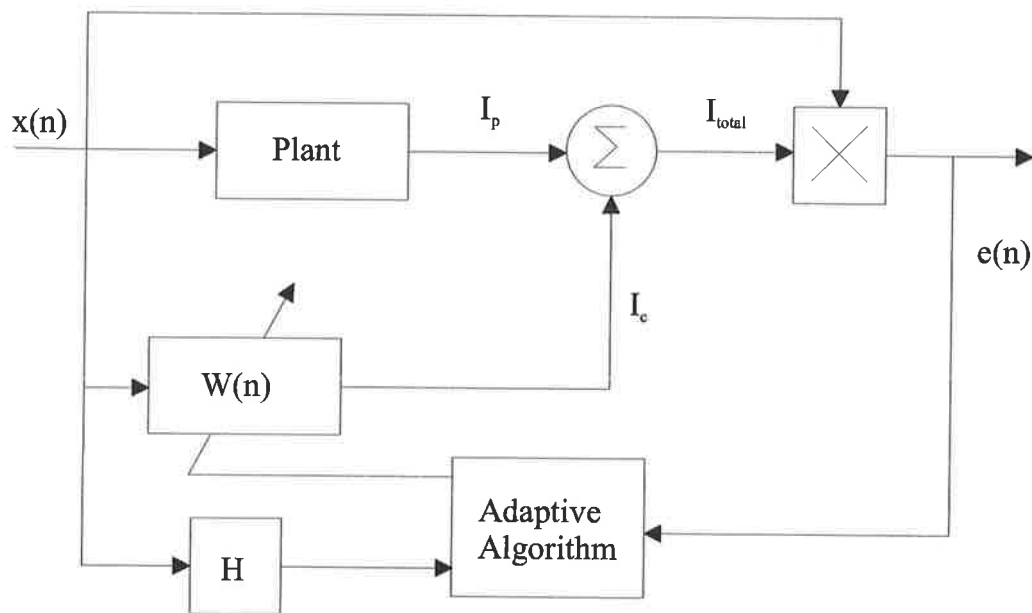 x(n)
Plant
I_p
Σ
I_total
e(n)
I_c
W(n)
Adaptive
Algorithm
H